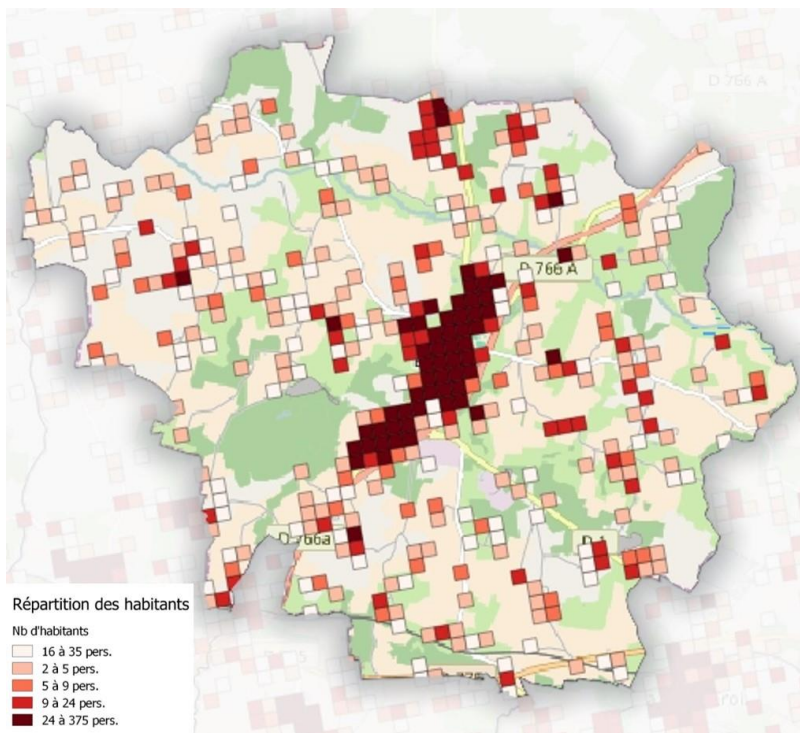 D 766 A
D 766 A
D 766a
D 1
Répartition des habitants
Nb d'habitants
16 à 35 pers.
2 à 5 pers.
5 à 9 pers.
9 à 24 pers.
24 à 375 pers.